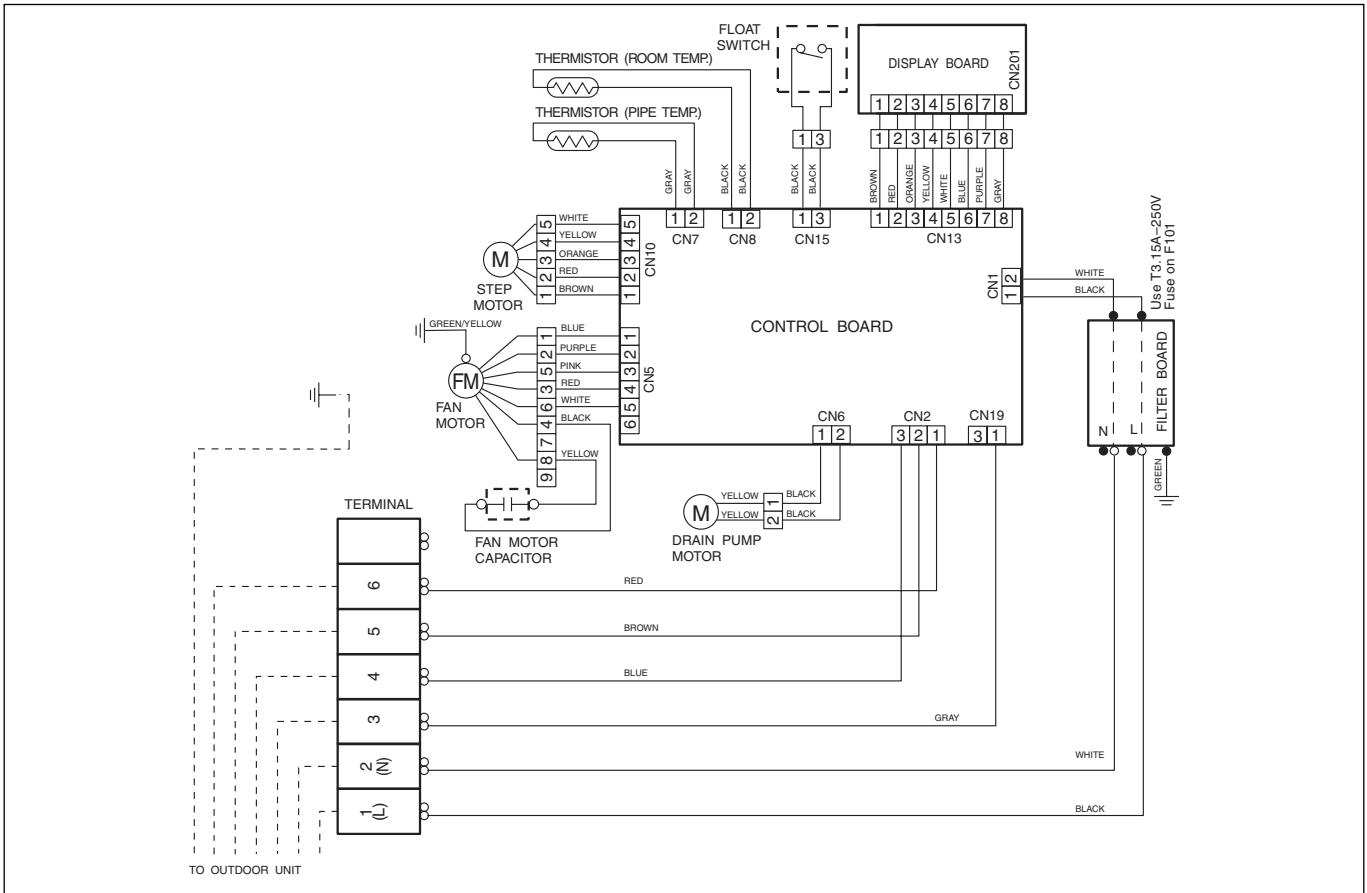 FLOAT
SWITCH
THERMISTOR (ROOM TEMP.)
THERMISTOR (PIPE TEMP.)
DISPLAY BOARD
CN201
1 2 3 4 5 6 7 8
1 3
1 2 3 4 5 6 7 8
GRAY
GRAY
BLACK
BLACK
BLACK
BLACK
BROWN
RED
ORANGE
YELLOW
WHITE
BLUE
PURPLE
GRAY
1 2
1 2
1 3
1 2 3 4 5 6 7 8
CN7
CN8
CN15
CN13
M
STEP
MOTOR
5 WHITE 5
4 YELLOW 4
3 ORANGE 3
2 RED 2
1 BROWN 1
CN10
CN1
2
1
WHITE
BLACK
Use T3.15A–250V
Fuse on F101
CONTROL BOARD
FILTER BOARD
N
L
GREEN
GREEN/YELLOW
FM
FAN
MOTOR
1 BLUE 1
2 PURPLE 2
5 PINK 3
3 RED 4
6 WHITE 5
4 BLACK 6
7
8 YELLOW
9
CN5
CN6
1 2
CN2
3 2 1
CN19
3 1
FAN MOTOR
CAPACITOR
M
YELLOW 1 BLACK
YELLOW 2 BLACK
DRAIN PUMP
MOTOR
TERMINAL
6
RED
5
BROWN
4
BLUE
3
GRAY
2
(N)
WHITE
1
(L)
BLACK
TO OUTDOOR UNIT